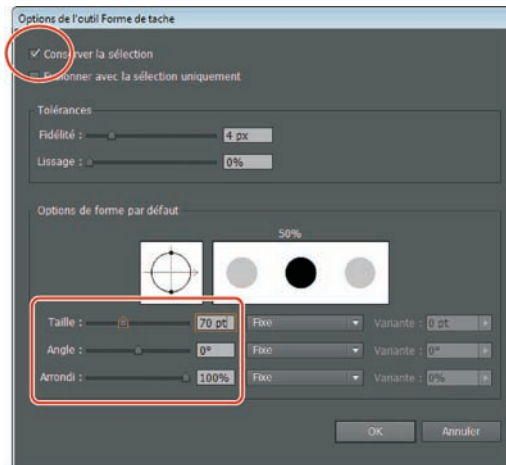 Options de l'outil Forme de tache
Conserver la sélection
Fusionner avec la sélection uniquement
Tolérances
Fidélité : 4 px
Lissage : 0%
Options de forme par défaut
50%
Taille : 70 pt Fixe Variante : 0 pt
Angle : 0° Fixe Variante : 0°
Arrondi : 100% Fixe Variante : 0%
OK Annuler